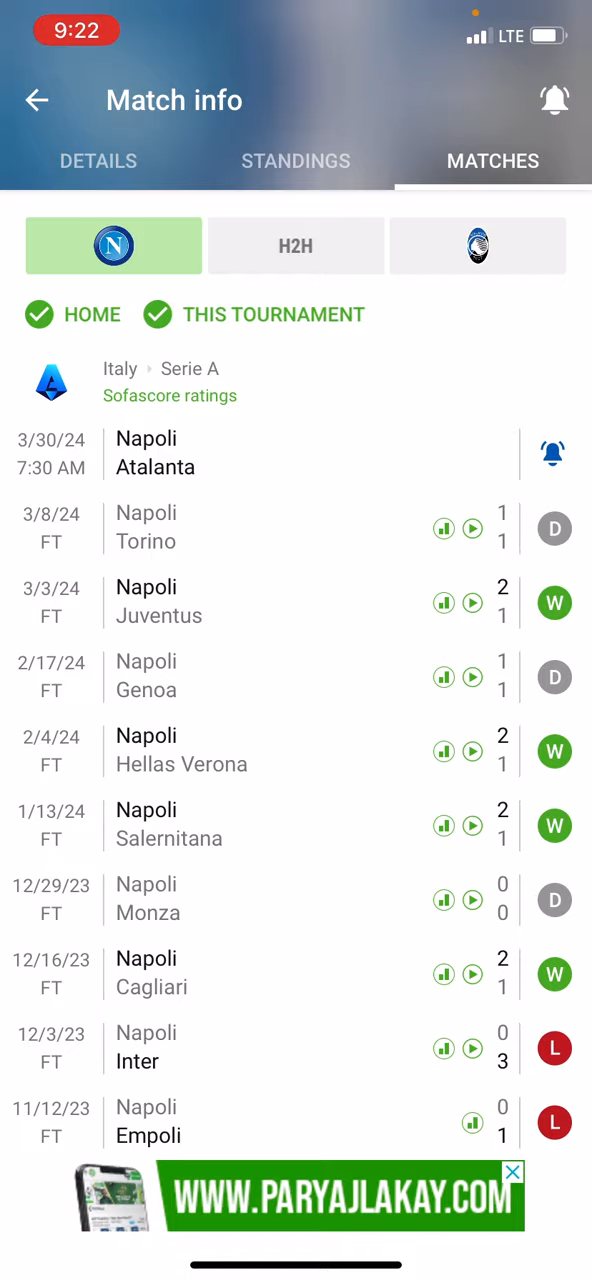 9:22
LTE
Match info
DETAILS STANDINGS MATCHES
N H2H
HOME THIS TOURNAMENT
Italy Serie A
Sofascore ratings
3/30/24 Napoli
7:30 AM Atalanta
3/8/24 Napoli 1
FT Torino 1 D
3/3/24 Napoli 2
FT Juventus 1 W
2/17/24 Napoli 1
FT Genoa 1 D
2/4/24 Napoli 2
FT Hellas Verona 1 W
1/13/24 Napoli 2
FT Salernitana 1 W
12/29/23 Napoli 0
FT Monza 0 D
12/16/23 Napoli 2
FT Cagliari 1 W
12/3/23 Napoli 0
FT Inter 3 L
11/12/23 Napoli 0
FT Empoli 1 L
WWW.PARYAJLAKAY.COM